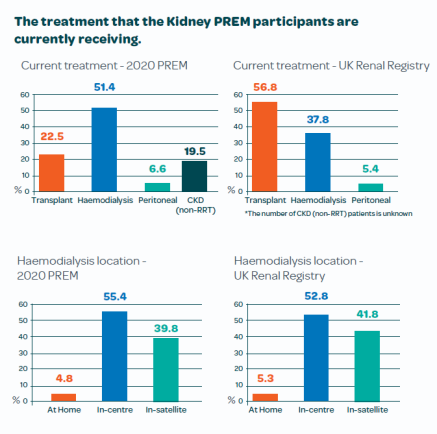 The treatment that the Kidney PREM participants are
currently receiving.
Current treatment - 2020 PREM
60
50
40
30
20
10
% 0
22.5
51.4
6.6
19.5
Transplant Haemodialysis Peritoneal CKD
(non-RRT)
Current treatment - UK Renal Registry
60
50
40
30
20
10
% 0
56.8
37.8
5.4
Transplant Haemodialysis Peritoneal
*The number of CKD (non-RRT) patients is unknown
Haemodialysis location -
2020 PREM
60
50
40
30
20
10
% 0
4.8
55.4
39.8
At Home In-centre In-satellite
Haemodialysis location -
UK Renal Registry
60
50
40
30
20
10
% 0
5.3
52.8
41.8
At Home In-centre In-satellite